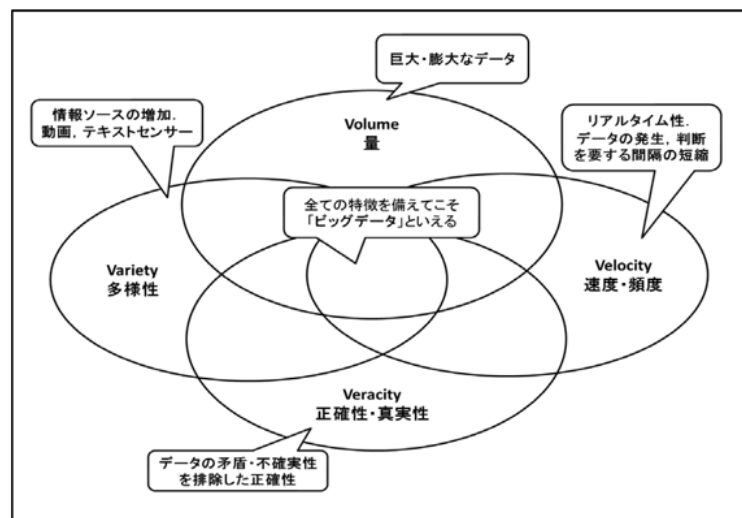 巨大・膨大なデータ
情報ソースの増加.
動画, テキストセンサー
Volume
量
リアルタイム性.
データの発生, 判断
を要する間隔の短縮
全ての特徴を備えてこそ
「ビッグデータ」といえる
Variety
多様性
Velocity
速度・頻度
Veracity
正確性・真実性
データの矛盾・不確実性
を排除した正確性